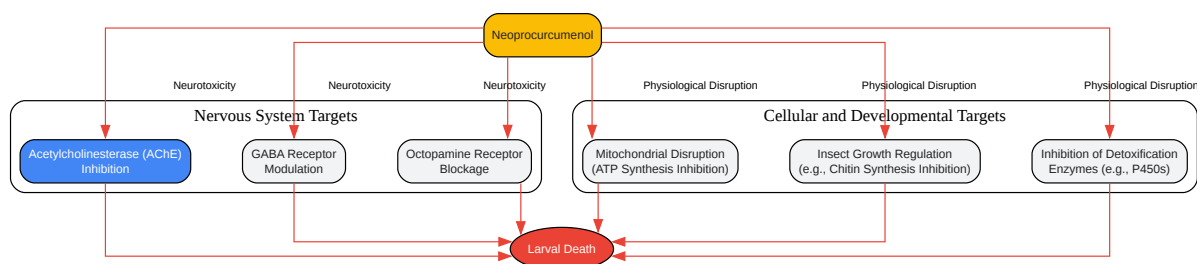 Neoprocurcumenol
Neurotoxicity
Neurotoxicity
Neurotoxicity
Physiological Disruption
Physiological Disruption
Physiological Disruption
Nervous System Targets
Cellular and Developmental Targets
Acetylcholinesterase (AChE)
Inhibition
GABA Receptor
Modulation
Octopamine Receptor
Blockage
Mitochondrial Disruption
(ATP Synthesis Inhibition)
Insect Growth Regulation
(e.g., Chitin Synthesis Inhibition)
Inhibition of Detoxification
Enzymes (e.g., P450s)
Larval Death